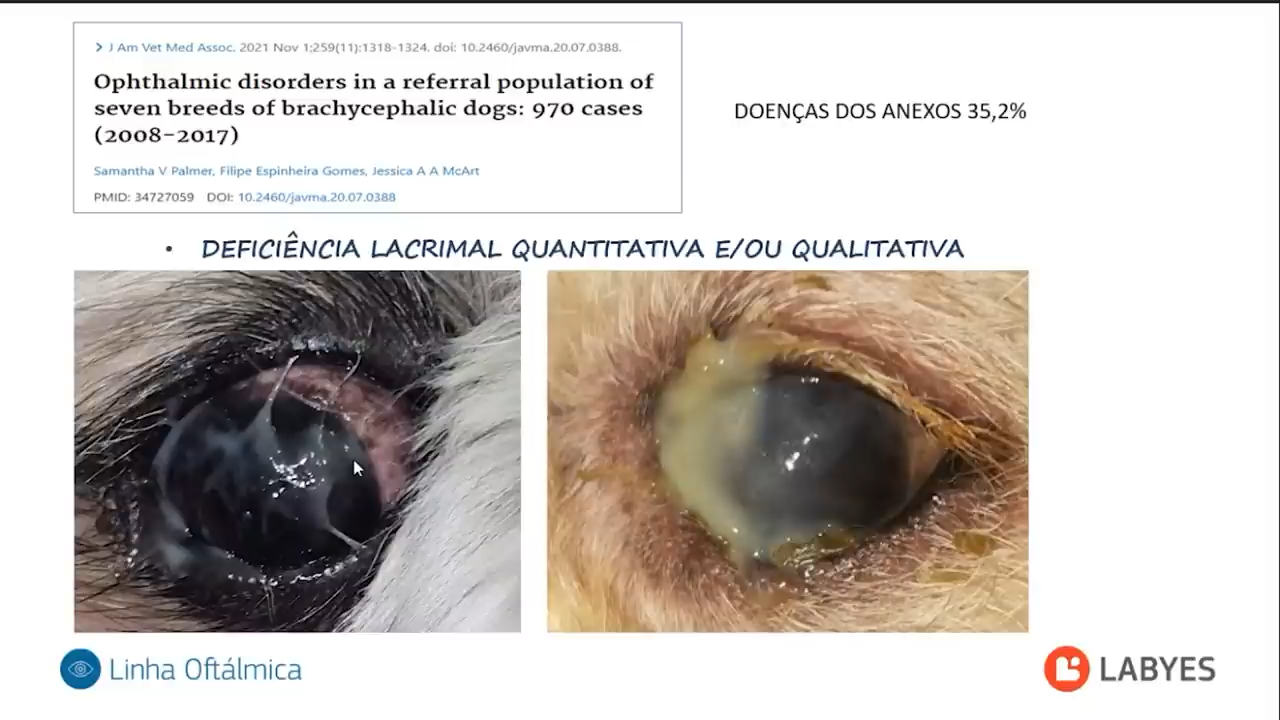 > J Am Vet Med Assoc. 2021 Nov 1;259(11):1318-1324. doi: 10.2460/javma.20.07.0388.
Ophthalmic disorders in a referral population of
seven breeds of brachycephalic dogs: 970 cases
(2008-2017)
Samantha V Palmer, Filipe Espinheira Gomes, Jessica A A McArt
PMID: 34727059 DOI: 10.2460/javma.20.07.0388
DOENÇAS DOS ANEXOS 35,2%
• DEFICIÊNCIA LACRIMAL QUANTITATIVA E/OU QUALITATIVA
Linha Oftálmica
LABYES